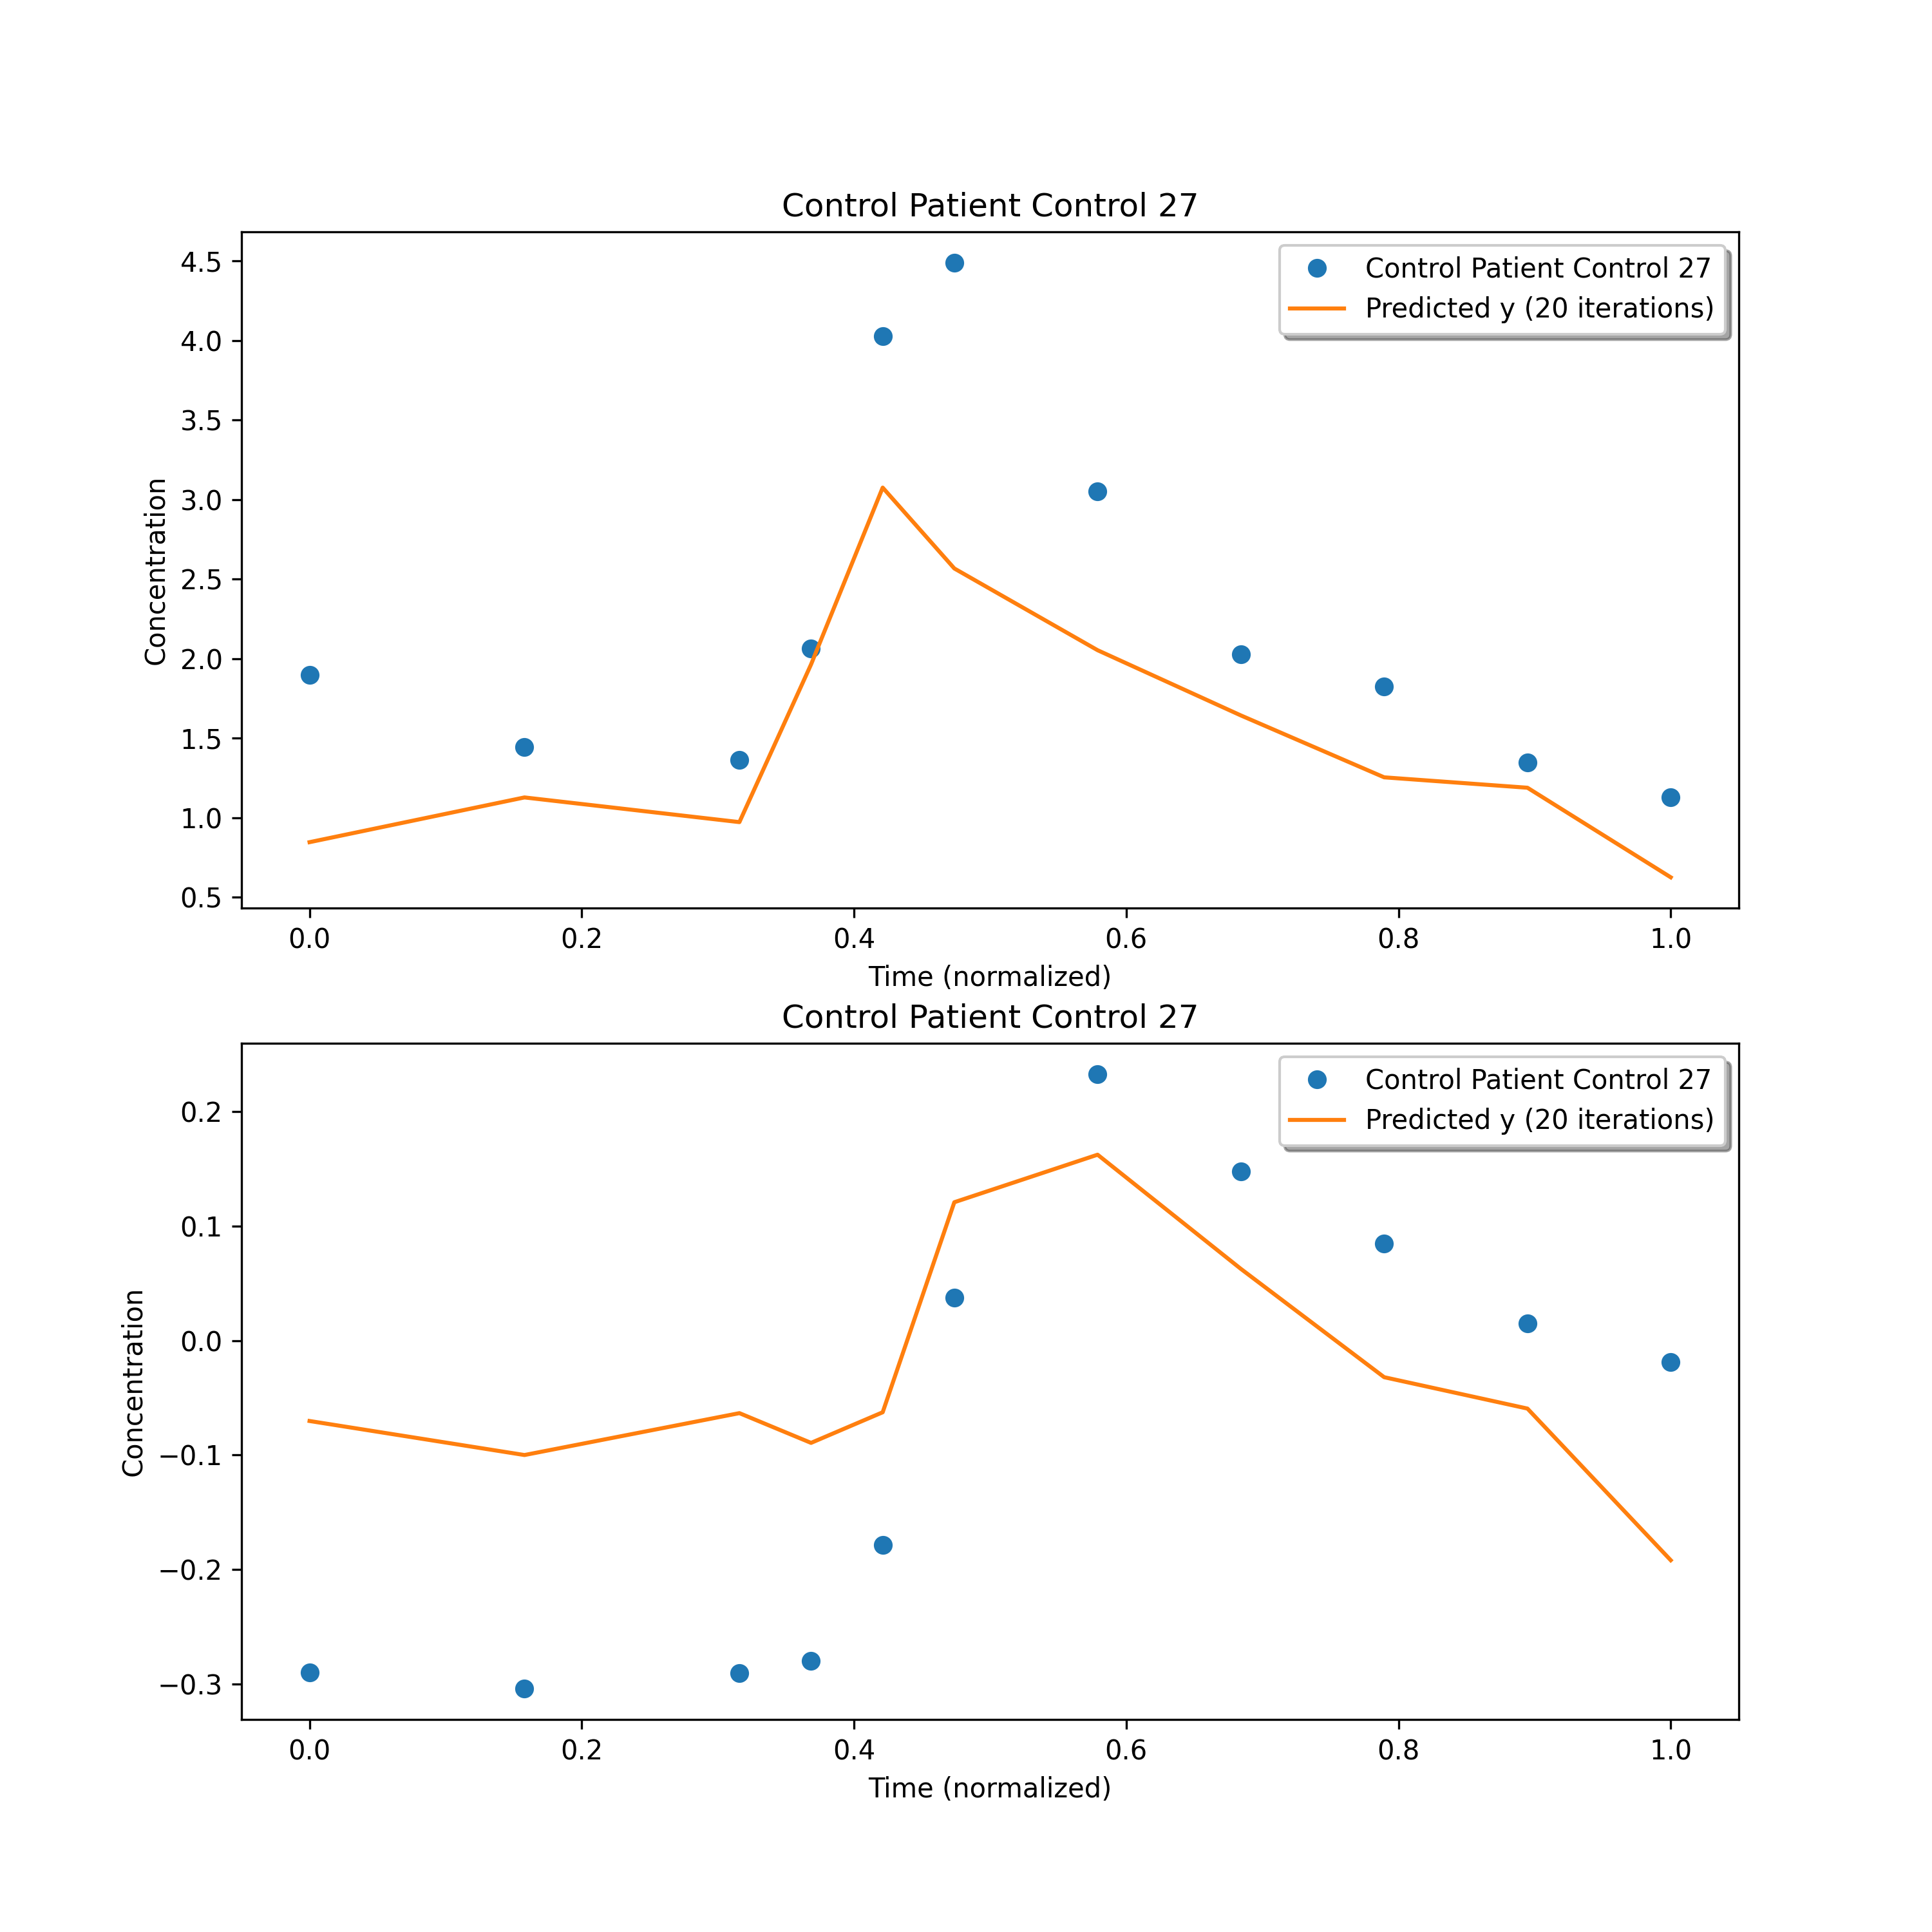 Control Patient Control 27
Control Patient Control 27
Predicted y (20 iterations)
4.5
4.0
3.5
3.0
2.5
2.0
1.5
1.0
0.5
Concentration
0.0 0.2 0.4 0.6 0.8 1.0
Time (normalized)
Control Patient Control 27
Control Patient Control 27
Predicted y (20 iterations)
0.2
0.1
0.0
−0.1
−0.2
−0.3
Concentration
0.0 0.2 0.4 0.6 0.8 1.0
Time (normalized)